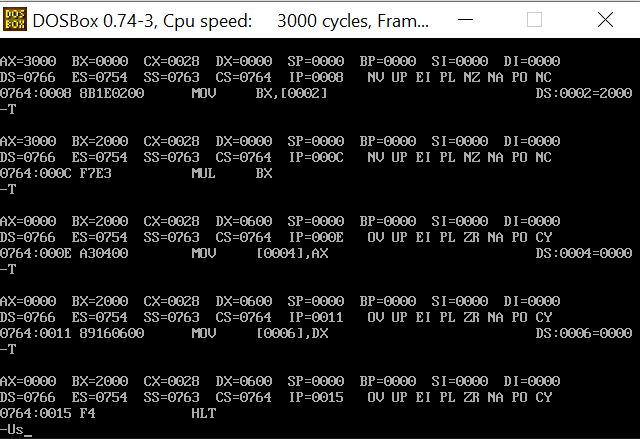 DOS BOX
DOSBox 0.74-3, Cpu speed: 3000 cycles, Fram...
AX=3000 BX=0000 CX=0028 DX=0000 SP=0000 BP=0000 SI=0000 DI=0000
DS=0766 ES=0754 SS=0763 CS=0764 IP=0008 NV UP EI PL NZ NA PO NC
0764:0008 8B1E0200 MOV BX,[0002] DS:0002=2000
-T
AX=3000 BX=2000 CX=0028 DX=0000 SP=0000 BP=0000 SI=0000 DI=0000
DS=0766 ES=0754 SS=0763 CS=0764 IP=000C NV UP EI PL NZ NA PO NC
0764:000C F7E3 MUL BX
-T
AX=0000 BX=2000 CX=0028 DX=0600 SP=0000 BP=0000 SI=0000 DI=0000
DS=0766 ES=0754 SS=0763 CS=0764 IP=000E OV UP EI PL ZR NA PO CY
0764:000E A30400 MOV [0004],AX DS:0004=0000
-T
AX=0000 BX=2000 CX=0028 DX=0600 SP=0000 BP=0000 SI=0000 DI=0000
DS=0766 ES=0754 SS=0763 CS=0764 IP=0011 OV UP EI PL ZR NA PO CY
0764:0011 89160600 MOV [0006],DX DS:0006=0000
-T
AX=0000 BX=2000 CX=0028 DX=0600 SP=0000 BP=0000 SI=0000 DI=0000
DS=0766 ES=0754 SS=0763 CS=0764 IP=0015 OV UP EI PL ZR NA PO CY
0764:0015 F4 HLT
-Us_